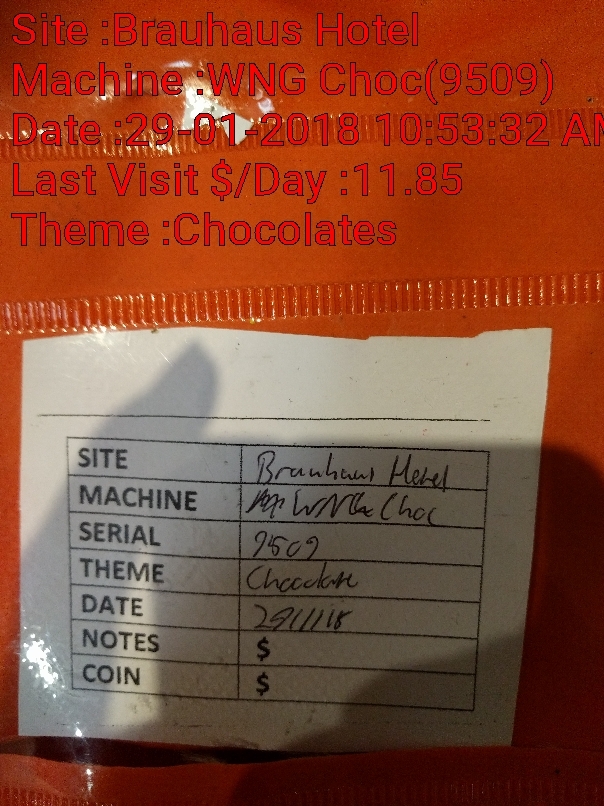 Site :Brauhaus Hotel
Machine :WNG Choc(9509)
Date :29-01-2018 10:53:32 AM
Last Visit $/Day :11.85
Theme :Chocolates
SITE Brauhaus Hotel
MACHINE WNG Choc
SERIAL 9509
THEME Chocolate
DATE 29/1/18
NOTES $
COIN $